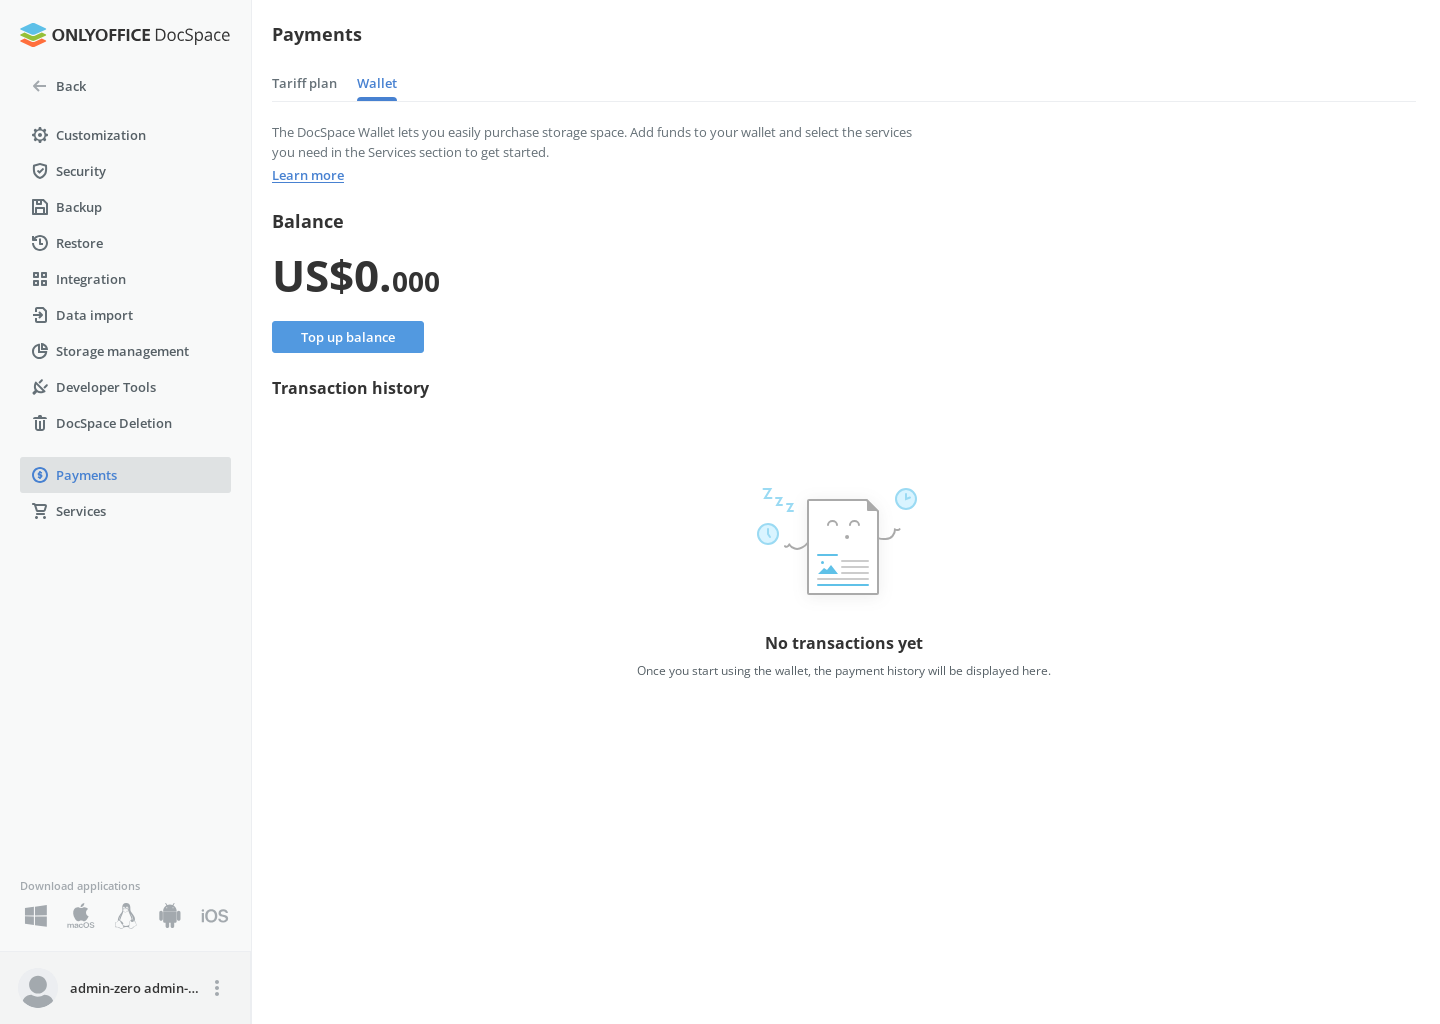 ONLYOFFICE DocSpace
Back
Customization
Security
Backup
Restore
Integration
Data import
Storage management
Developer Tools
DocSpace Deletion
Payments
Services
Download applications
macOS
iOS
admin-zero admin-...
Payments
Tariff plan
Wallet
The DocSpace Wallet lets you easily purchase storage space. Add funds to your wallet and select the services
you need in the Services section to get started.
Learn more
Balance
US$0.000
Top up balance
Transaction history
Z z z
No transactions yet
Once you start using the wallet, the payment history will be displayed here.